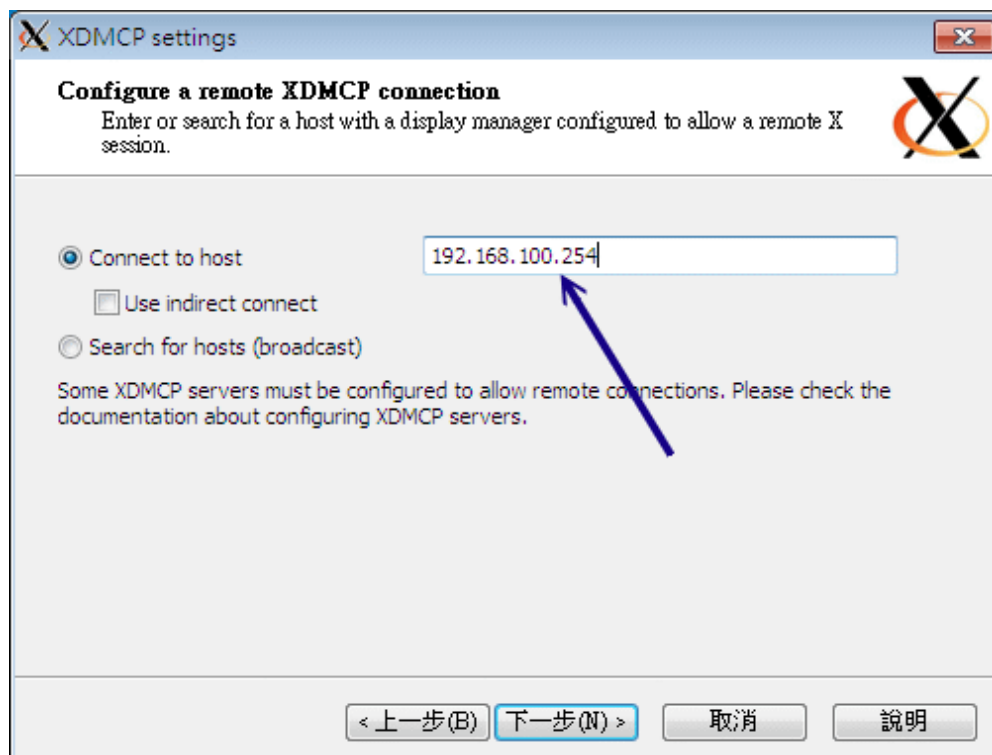 XDMCP settings
Configure a remote XDMCP connection
Enter or search for a host with a display manager configured to allow a remote X
session.
Connect to host 192.168.100.254
Use indirect connect
Search for hosts (broadcast)
Some XDMCP servers must be configured to allow remote connections. Please check the
documentation about configuring XDMCP servers.
<上一步(B) 下一步(N)> 取消 說明